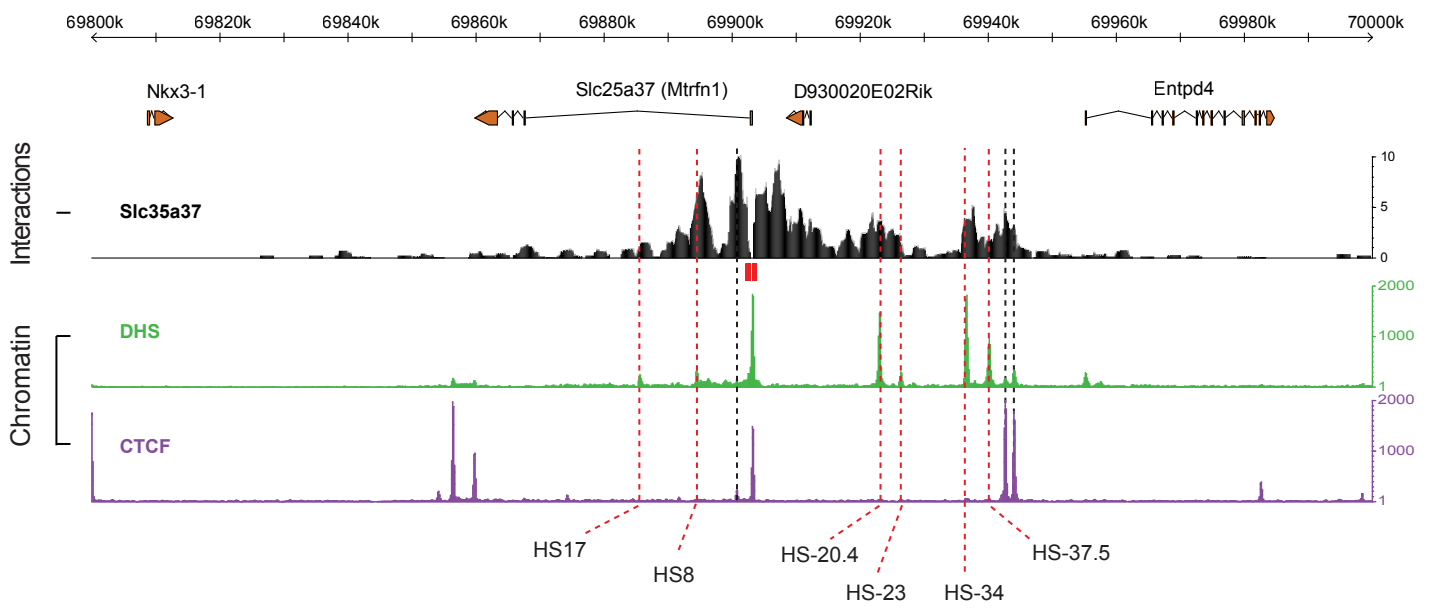 69800k 69820k 69840k 69860k 69880k 69900k 69920k 69940k 69960k 69980k 70000k
Nkx3-1 Slc25a37 (Mtrfn1) D930020E02Rik Entpd4
Interactions
Slc35a37
10
5
0
Chromatin
DHS
2000
1000
1
CTCF
2000
1000
1
HS17
HS8
HS-20.4
HS-23
HS-34
HS-37.5